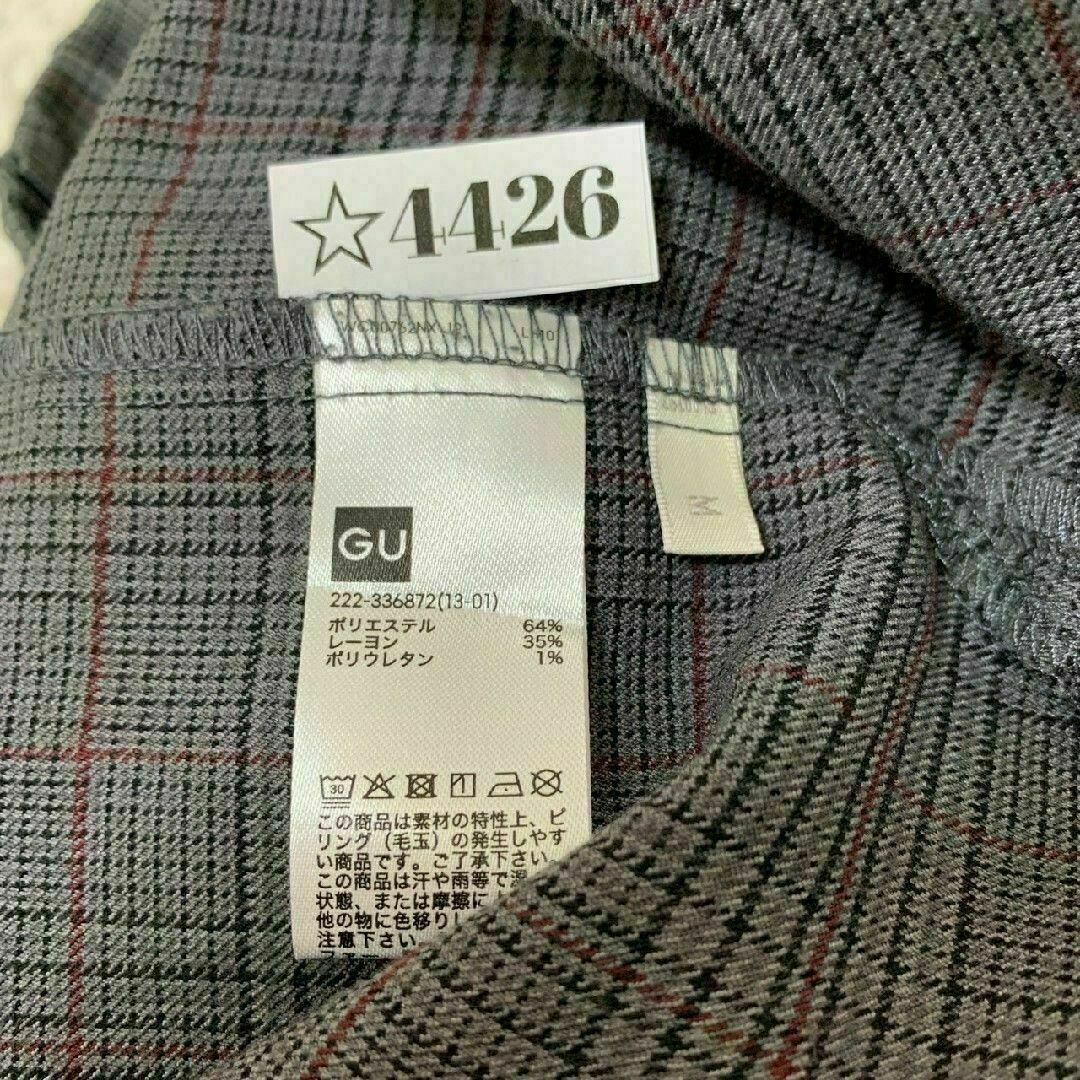 ☆4426
GU
222-336872(13-01)
ポリエステル 64%
レーヨン 35%
ポリウレタン 1%
30
この商品は素材の特性上、ピ
リング(毛玉)の発生しやす
い商品です。ご了承下さい。
この商品は汗や雨等で
状態、または摩擦に
他の物に色移りし
注意下さい。
M